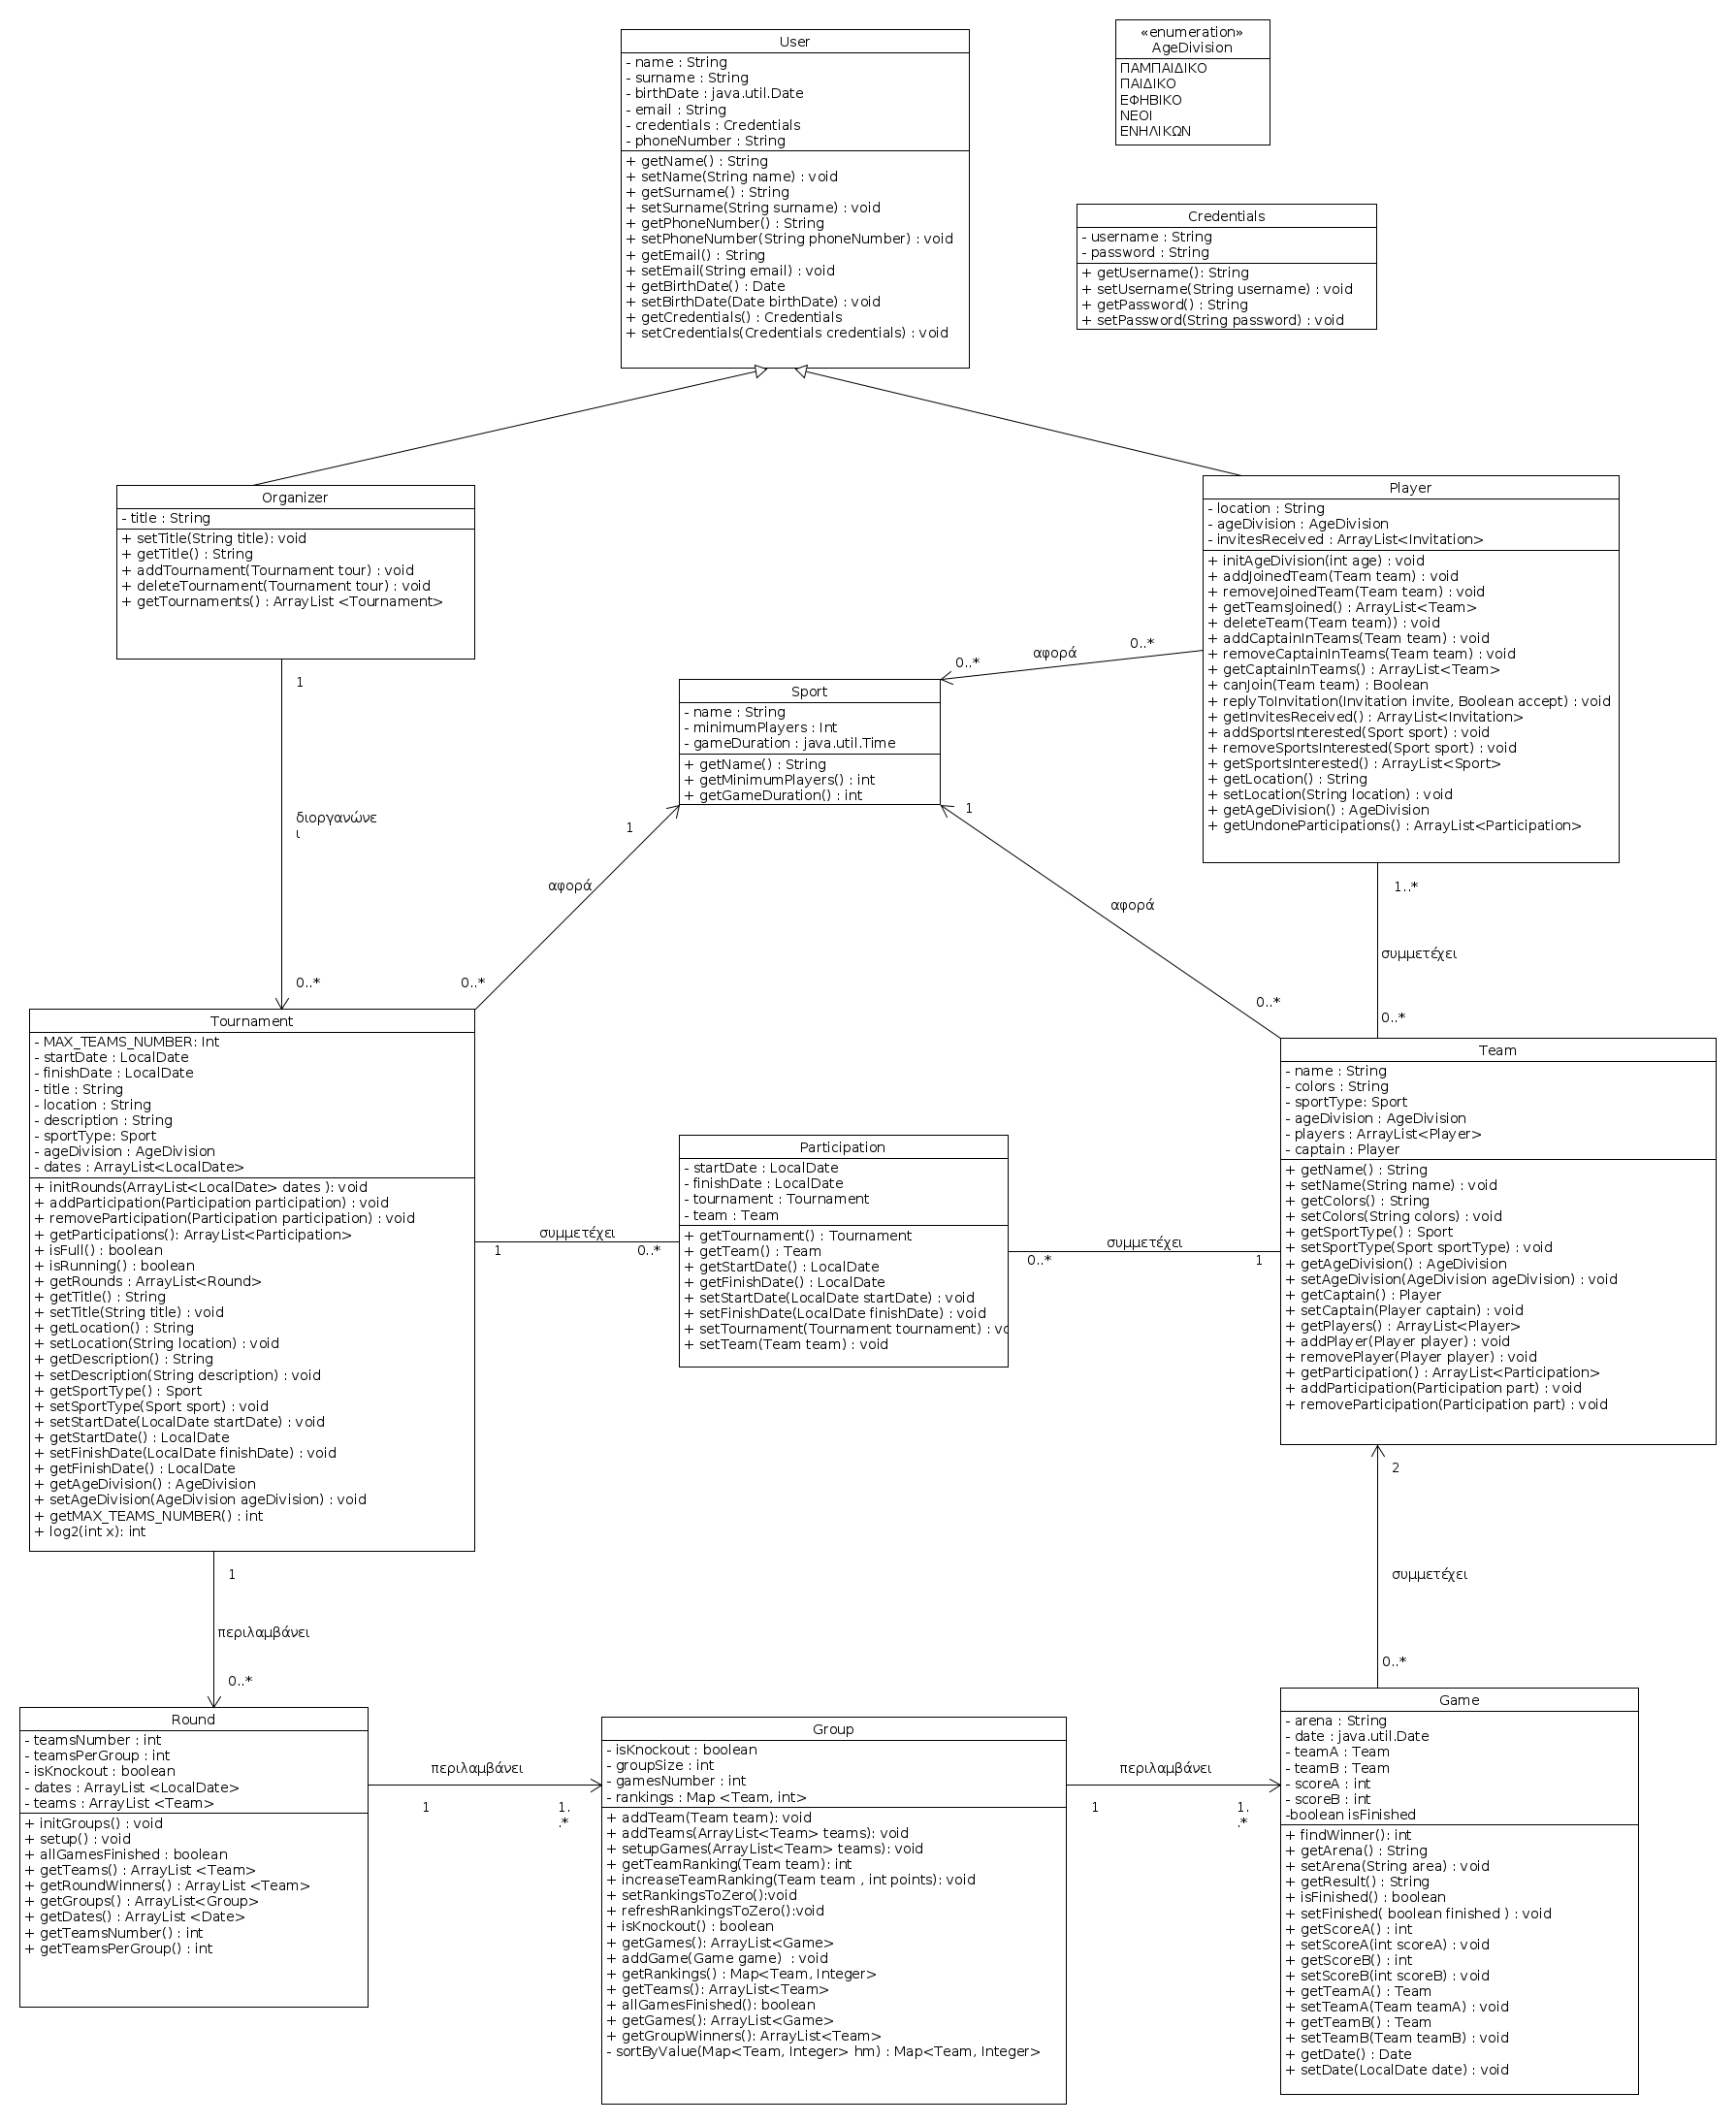 User
- name : String
- surname : String
- birthDate : java.util.Date
- email : String
- credentials : Credentials
- phoneNumber : String
+ getName() : String
+ setName(String name) : void
+ getSurname() : String
+ setSurname(String surname) : void
+ getPhoneNumber() : String
+ setPhoneNumber(String phoneNumber) : void
+ getEmail() : String
+ setEmail(String email) : void
+ getBirthDate() : Date
+ setBirthDate(Date birthDate) : void
+ getCredentials() : Credentials
+ setCredentials(Credentials credentials) : void
«enumeration»
AgeDivision
ΠΑΜΠΑΙΔΙΚΟ
ΠΑΙΔΙΚΟ
ΕΦΗΒΙΚΟ
ΝΕΟΙ
ΕΝΗΛΙΚΩΝ
Credentials
- username : String
- password : String
+ getUsername(): String
+ setUsername(String username) : void
+ getPassword() : String
+ setPassword(String password) : void
Organizer
- title : String
+ setTitle(String title): void
+ getTitle() : String
+ addTournament(Tournament tour) : void
+ deleteTournament(Tournament tour) : void
+ getTournaments() : ArrayList <Tournament>
Player
- location : String
- ageDivision : AgeDivision
- invitesReceived : ArrayList<Invitation>
+ initAgeDivision(int age) : void
+ addJoinedTeam(Team team) : void
+ removeJoinedTeam(Team team) : void
+ getTeamsJoined() : ArrayList<Team>
+ deleteTeam(Team team)) : void
+ addCaptainInTeams(Team team) : void
+ removeCaptainInTeams(Team team) : void
+ getCaptainInTeams() : ArrayList<Team>
+ canJoin(Team team) : Boolean
+ replyToInvitation(Invitation invite, Boolean accept) : void
+ getInvitesReceived() : ArrayList<Invitation>
+ addSportsInterested(Sport sport) : void
+ removeSportsInterested(Sport sport) : void
+ getSportsInterested() : ArrayList<Sport>
+ getLocation() : String
+ setLocation(String location) : void
+ getAgeDivision() : AgeDivision
+ getUndoneParticipations() : ArrayList<Participation>
0..*
αφορά
0..*
Sport
- name : String
- minimumPlayers : Int
- gameDuration : java.util.Time
+ getName() : String
+ getMinimumPlayers() : int
+ getGameDuration() : int
1
διοργανώνε
ι
0..*
1
αφορά
0..*
1
αφορά
0..*
1..*
συμμετέχει
0..*
Tournament
- MAX_TEAMS_NUMBER: Int
- startDate : LocalDate
- finishDate : LocalDate
- title : String
- location : String
- description : String
- sportType: Sport
- ageDivision : AgeDivision
- dates : ArrayList<LocalDate>
+ initRounds(ArrayList<LocalDate> dates ): void
+ addParticipation(Participation participation) : void
+ removeParticipation(Participation participation) : void
+ getParticipations(): ArrayList<Participation>
+ isFull() : boolean
+ isRunning() : boolean
+ getRounds : ArrayList<Round>
+ getTitle() : String
+ setTitle(String title) : void
+ getLocation() : String
+ setLocation(String location) : void
+ getDescription() : String
+ setDescription(String description) : void
+ getSportType() : Sport
+ setSportType(Sport sport) : void
+ setStartDate(LocalDate startDate) : void
+ getStartDate() : LocalDate
+ setFinishDate(LocalDate finishDate) : void
+ getFinishDate() : LocalDate
+ getAgeDivision() : AgeDivision
+ setAgeDivision(AgeDivision ageDivision) : void
+ getMAX_TEAMS_NUMBER() : int
+ log2(int x): int
1
συμμετέχει
0..*
Participation
- startDate : LocalDate
- finishDate : LocalDate
- tournament : Tournament
- team : Team
+ getTournament() : Tournament
+ getTeam() : Team
+ getStartDate() : LocalDate
+ getFinishDate() : LocalDate
+ setStartDate(LocalDate startDate) : void
+ setFinishDate(LocalDate finishDate) : void
+ setTournament(Tournament tournament) : vo
+ setTeam(Team team) : void
0..*
συμμετέχει
1
Team
- name : String
- colors : String
- sportType: Sport
- ageDivision : AgeDivision
- players : ArrayList<Player>
- captain : Player
+ getName() : String
+ setName(String name) : void
+ getColors() : String
+ setColors(String colors) : void
+ getSportType() : Sport
+ setSportType(Sport sportType) : void
+ getAgeDivision() : AgeDivision
+ setAgeDivision(AgeDivision ageDivision) : void
+ getCaptain() : Player
+ setCaptain(Player captain) : void
+ getPlayers() : ArrayList<Player>
+ addPlayer(Player player) : void
+ removePlayer(Player player) : void
+ getParticipation() : ArrayList<Participation>
+ addParticipation(Participation part) : void
+ removeParticipation(Participation part) : void
2
συμμετέχει
0..*
1
περιλαμβάνει
0..*
Round
- teamsNumber : int
- teamsPerGroup : int
- isKnockout : boolean
- dates : ArrayList <LocalDate>
- teams : ArrayList <Team>
+ initGroups() : void
+ setup() : void
+ allGamesFinished : boolean
+ getTeams() : ArrayList <Team>
+ getRoundWinners() : ArrayList <Team>
+ getGroups() : ArrayList<Group>
+ getDates() : ArrayList <Date>
+ getTeamsNumber() : int
+ getTeamsPerGroup() : int
περιλαμβάνει
1
1.
.*
Group
- isKnockout : boolean
- groupSize : int
- gamesNumber : int
- rankings : Map <Team, int>
+ addTeam(Team team): void
+ addTeams(ArrayList<Team> teams): void
+ setupGames(ArrayList<Team> teams): void
+ getTeamRanking(Team team): int
+ increaseTeamRanking(Team team , int points): void
+ setRankingsToZero():void
+ refreshRankingsToZero():void
+ isKnockout() : boolean
+ getGames(): ArrayList<Game>
+ addGame(Game game)  : void
+ getRankings() : Map<Team, Integer>
+ getTeams(): ArrayList<Team>
+ allGamesFinished(): boolean
+ getGames(): ArrayList<Game>
+ getGroupWinners(): ArrayList<Team>
- sortByValue(Map<Team, Integer> hm) : Map<Team, Integer>
περιλαμβάνει
1
1.
.*
Game
- arena : String
- date : java.util.Date
- teamA : Team
- teamB : Team
- scoreA : int
- scoreB : int
-boolean isFinished
+ findWinner(): int
+ getArena() : String
+ setArena(String area) : void
+ getResult() : String
+ isFinished() : boolean
+ setFinished( boolean finished ) : void
+ getScoreA() : int
+ setScoreA(int scoreA) : void
+ getScoreB() : int
+ setScoreB(int scoreB) : void
+ getTeamA() : Team
+ setTeamA(Team teamA) : void
+ getTeamB() : Team
+ setTeamB(Team teamB) : void
+ getDate() : Date
+ setDate(LocalDate date) : void